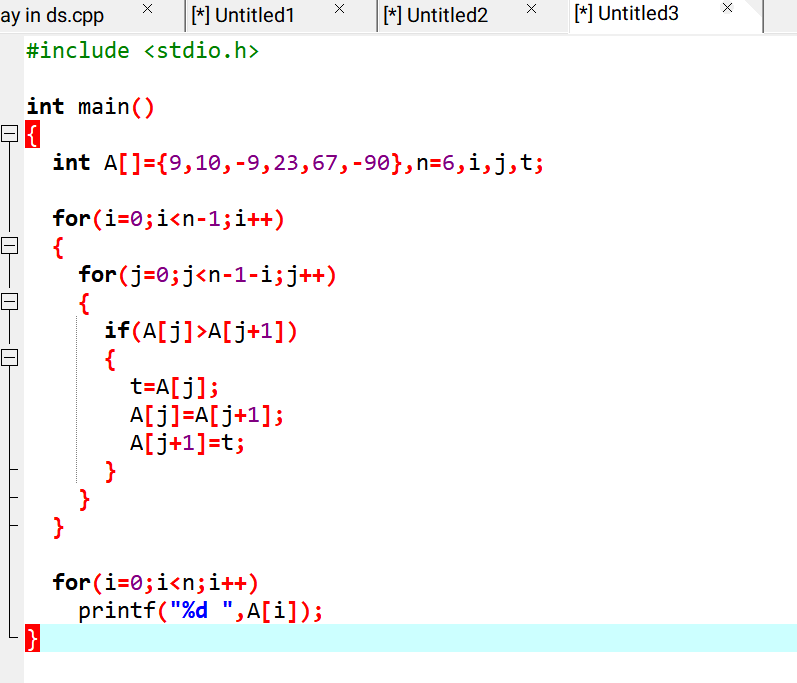 ay in ds.cpp × [*] Untitled1 × [*] Untitled2 × [*] Untitled3 ×
#include <stdio.h>
int main()
{
int A[]={9,10,-9,23,67,-90},n=6,i,j,t;
for(i=0;i<n-1;i++)
{
for(j=0;j<n-1-i;j++)
{
if(A[j]>A[j+1])
{
t=A[j];
A[j]=A[j+1];
A[j+1]=t;
}
}
}
for(i=0;i<n;i++)
printf("%d ",A[i]);
}